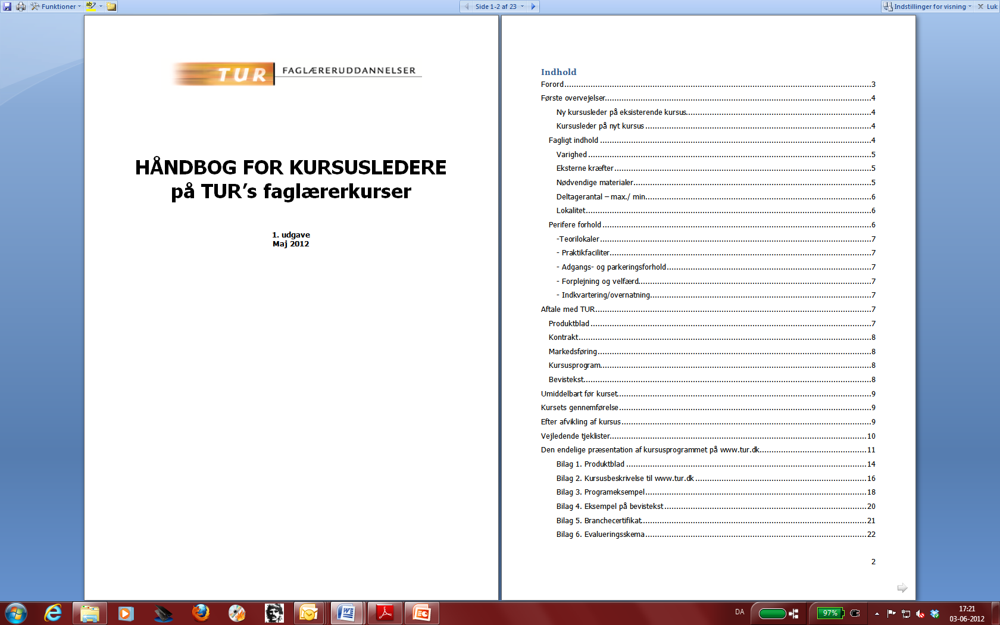 Funktioner
Side 1-2 af 23
Indstillinger for visning
Luk
TUR FAGLÆRERUDDANNELSER
HÅNDBOG FOR KURSUSLEDERE
på TUR’s faglærerkurser
1. udgave
Maj 2012
Indhold
Forord 3
Første overvejelser 4
Ny kursusleder på eksisterende kursus 4
Kursusleder på nyt kursus 4
Fagligt indhold 4
Varighed 5
Eksterne kræfter 5
Nødvendige materialer 5
Deltagerantal – max./ min 6
Lokalitet 6
Perifere forhold 6
-Teorilokaler 7
- Praktikfaciliter 7
- Adgangs- og parkeringsforhold 7
- Forplejning og velfærd 7
- Indkvartering/overnatning 7
Aftale med TUR 7
Produktblad 7
Kontrakt 8
Markedsføring 8
Kursusprogram 8
Bevistekst 8
Umiddelbart før kurset 9
Kursets gennemførelse 9
Efter afvikling af kursus 9
Vejledende tjeklister 10
Den endelige præsentation af kursusprogrammet på www.tur.dk 11
Bilag 1. Produktblad 14
Bilag 2. Kursusbeskrivelse til www.tur.dk 16
Bilag 3. Programeksempel 18
Bilag 4. Eksempel på bevistekst 20
Bilag 5. Branchecertifikat 21
Bilag 6. Evalueringsskema 22
2
DA
97%
17:21
03-06-2012